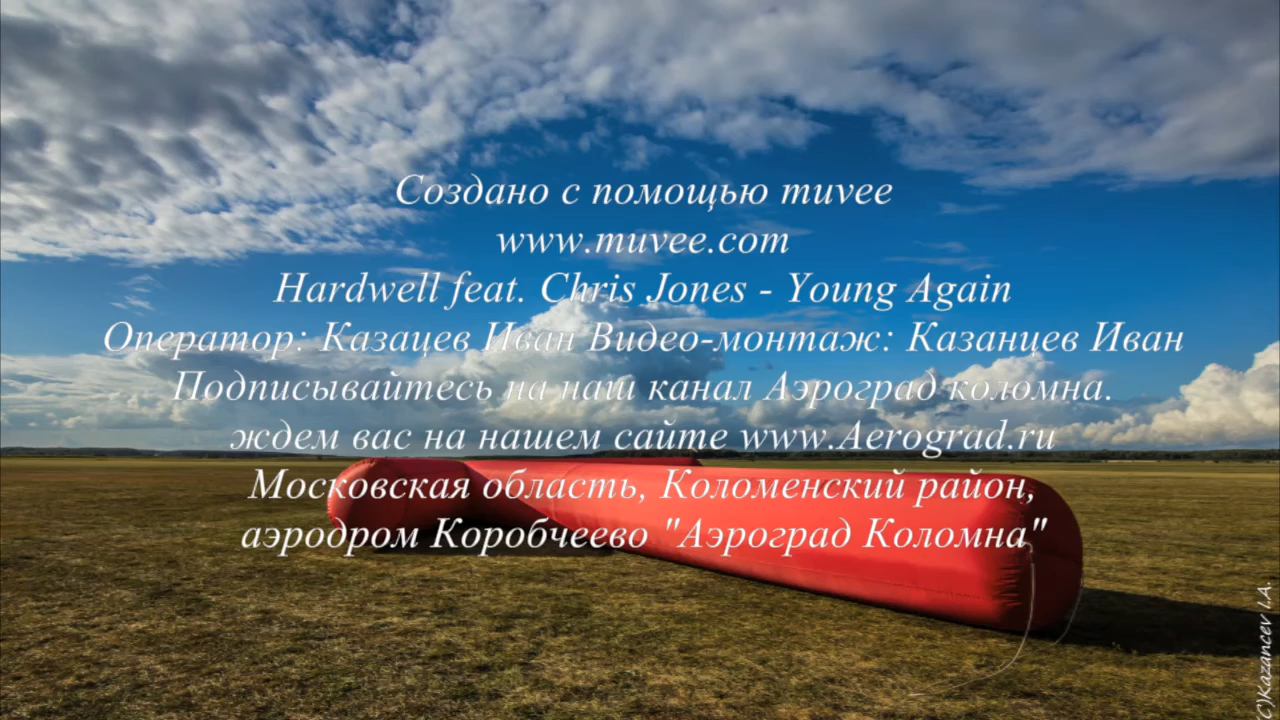 Создано с помощью muvee
www.muvee.com
Hardwell feat. Chris Jones - Young Again
Оператор: Казацев Иван Видео-монтаж: Казанцев Иван
Подписывайтесь на наш канал Аэроград коломна.
ждем вас на нашем сайте www.Aerograd.ru
Московская область, Коломенский район,
аэродром Коробчеево "Аэроград Коломна"
C)Kazancev I.A.